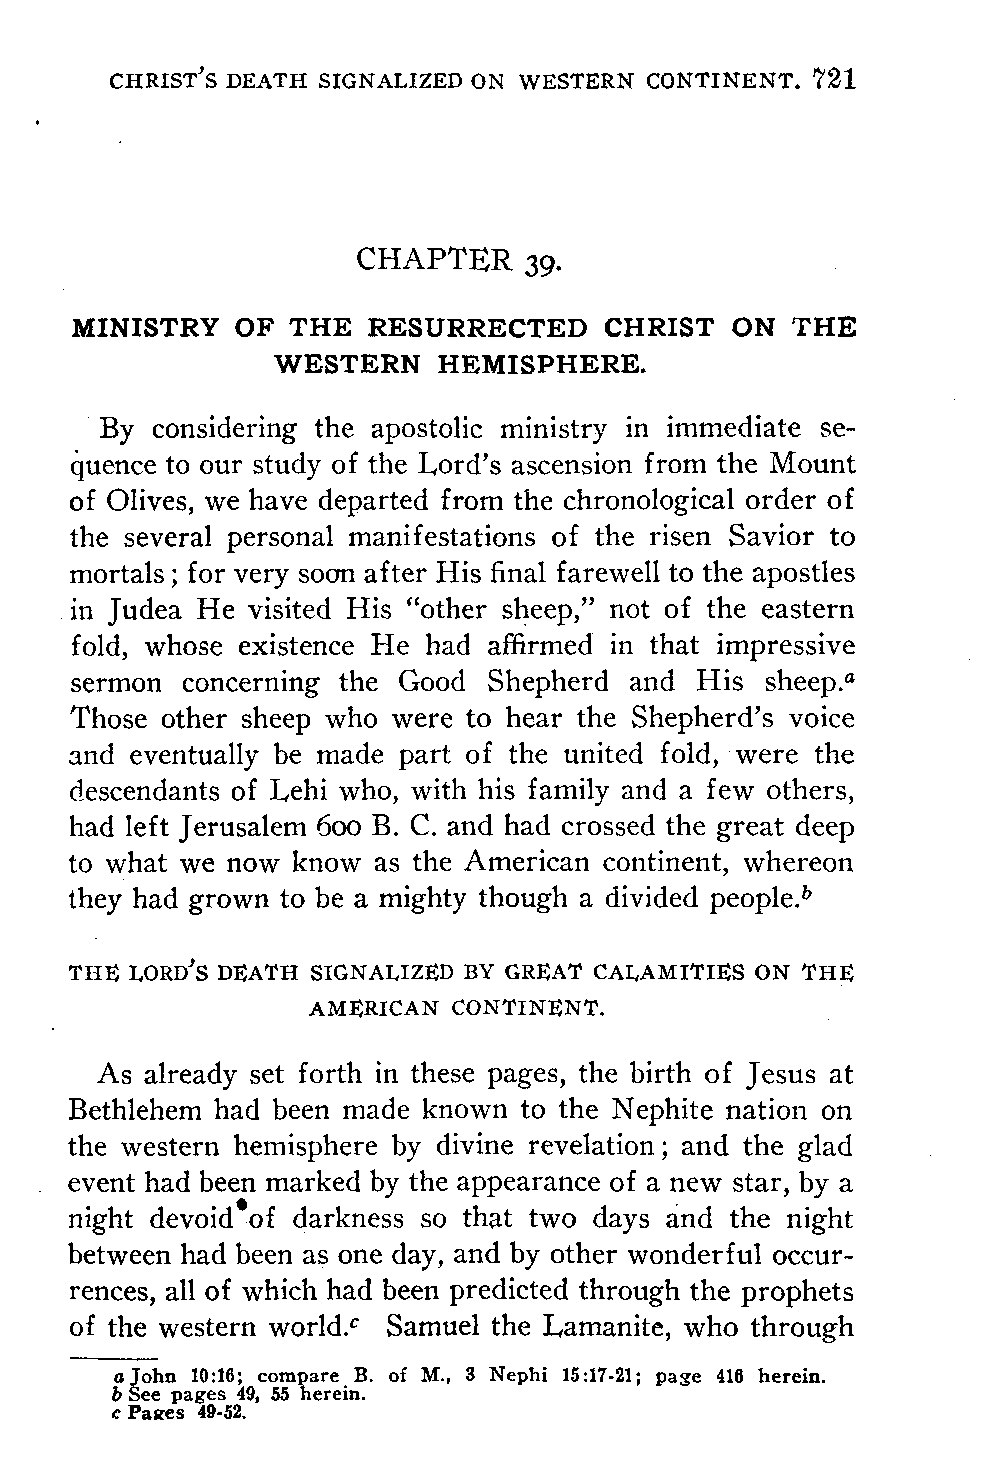 CHRIST'S DEATH SIGNALIZED ON WESTERN CONTINENT. 721
CHAPTER 39.
MINISTRY OF THE RESURRECTED CHRIST ON THE
WESTERN HEMISPHERE.
By considering the apostolic ministry in immediate se-
quence to our study of the Lord's ascension from the Mount
of Olives, we have departed from the chronological order of
the several personal manifestations of the risen Savior to
mortals; for very soon after His final farewell to the apostles
in Judea He visited His "other sheep," not of the eastern
fold, whose existence He had affirmed in that impressive
sermon concerning the Good Shepherd and His sheep.a
Those other sheep who were to hear the Shepherd's voice
and eventually be made part of the united fold, were the
descendants of Lehi who, with his family and a few others,
had left Jerusalem 600 B. C. and had crossed the great deep
to what we now know as the American continent, whereon
they had grown to be a mighty though a divided people.b
THE LORD'S DEATH SIGNALIZED BY GREAT CALAMITIES ON THE
AMERICAN CONTINENT.
As already set forth in these pages, the birth of Jesus at
Bethlehem had been made known to the Nephite nation on
the western hemisphere by divine revelation; and the glad
event had been marked by the appearance of a new star, by a
night devoid of darkness so that two days and the night
between had been as one day, and by other wonderful occur-
rences, all of which had been predicted through the prophets
of the western world.c Samuel the Lamanite, who through
a John 10:16; compare B. of M., 3 Nephi 15:17-21; page 416 herein.
b See pages 49, 55 herein.
c Pages 49-52.